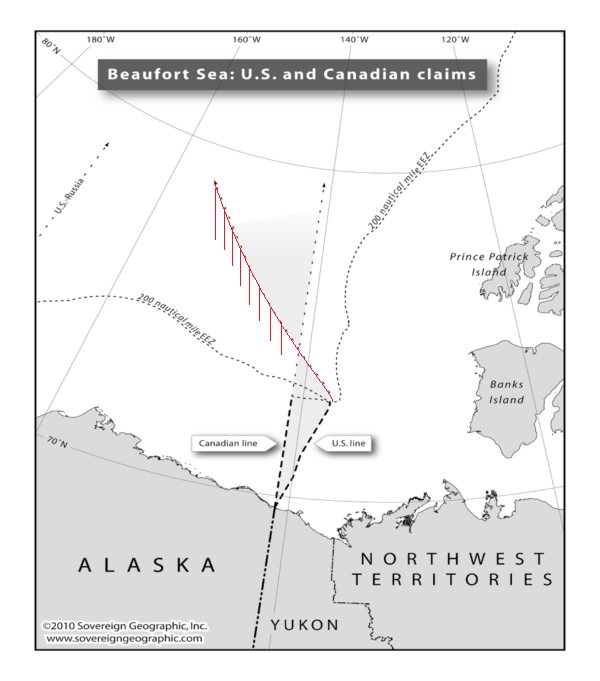 80°N
180°W
160°W
140°W
120°W
Beaufort Sea: U.S. and Canadian claims
U.S.-Russia
200 nautical mile EEZ
Prince Patrick
Island
200 nautical mile EEZ
Banks
Island
Canadian line
U.S. line
70°N
ALASKA
NORTHWEST
TERRITORIES
YUKON
©2010 Sovereign Geographic, Inc.
www.sovereigngeographic.com